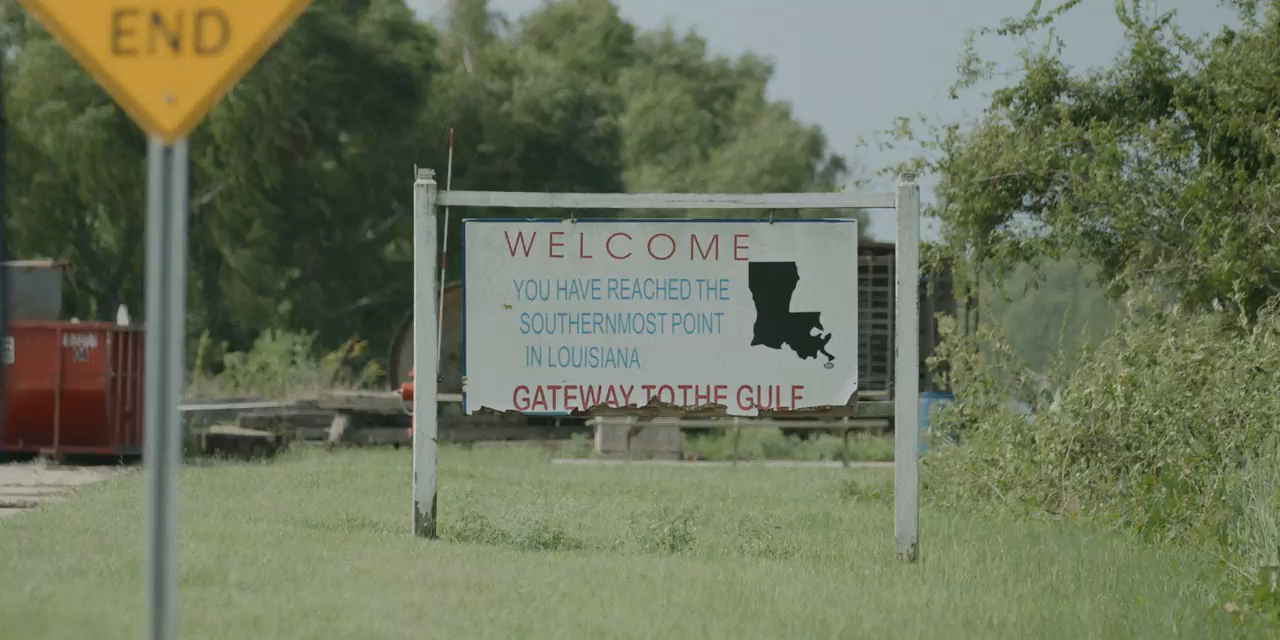 END
WELCOME
YOU HAVE REACHED THE
SOUTHERNMOST POINT
IN LOUISIANA
GATEWAY TO THE GULF